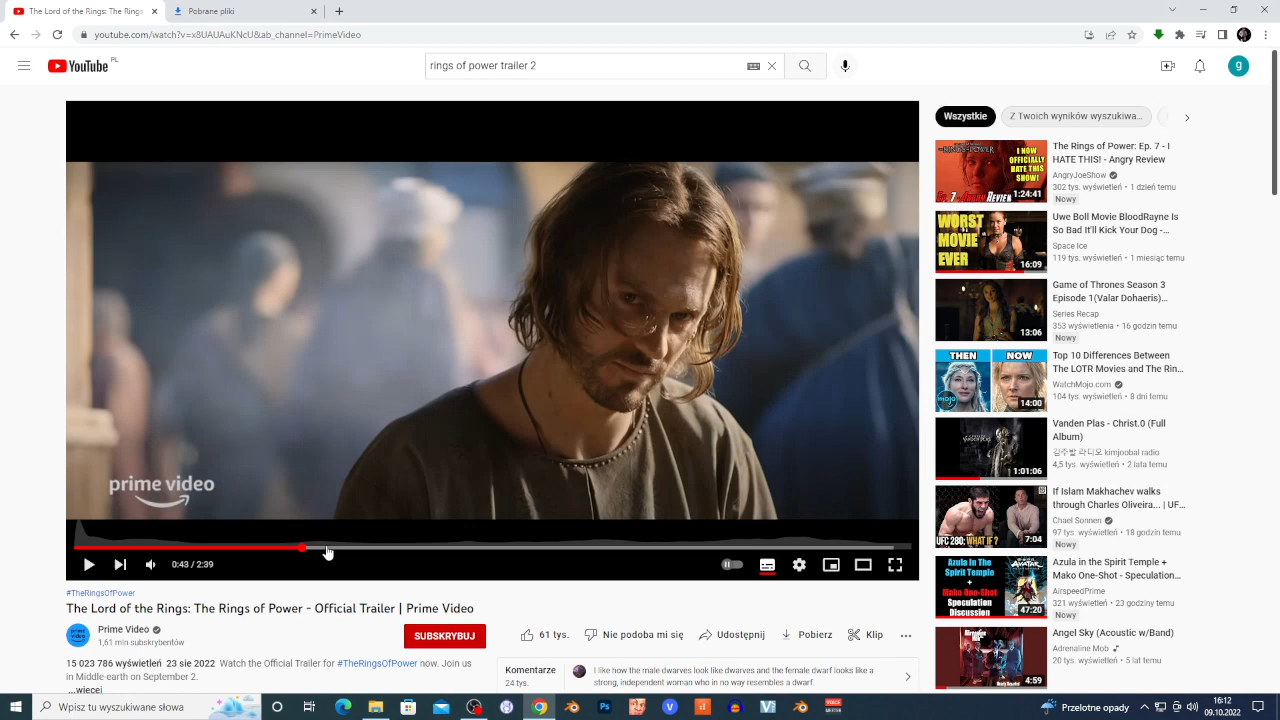 The Lord of the Rings: The Rings
Pobrane pliki
youtube.com/watch?v=x8UAUAuKNcU&ab_channel=PrimeVideo
YouTube PL
rings of power trailer 2
g
prime video
0:43 / 2:39
#TheRingsOfPower
The Lord of the Rings: The Rings of Power - Official Trailer | Prime Video
Prime Video
1,61 mln subskrybentów
SUBSKRYBUJ
61 tys.
Nie podoba mi się
Udostępnij
Pobierz
Klip
15 023 786 wyświetleń 23 sie 2022 Watch the Official Trailer for #TheRingsOfPower now. Join us
in Middle-earth on September 2.
...więcej
Komentarze
24 tys.
I like how the male dwarves look like dwarves and the female dwarf looks like a
strong, independent woman who in no way resembles a dwarf.
Wszystkie
Z Twoich wyników wyszukiwa...
I NOW
OFFICIALLY
HATE THIS
SHOW!
1:24:41
The Rings of Power: Ep. 7 - I
HATE THIS! - Angry Review
AngryJoeShow
302 tys. wyświetleń • 1 dzień temu
Nowy
WORST
MOVIE
EVER
16:09
Uwe Boll Movie BloodRayne Is
So Bad It'll Kick Your Dog -...
Space Ice
119 tys. wyświetleń • 1 miesiąc temu
13:06
Game of Thrones Season 3
Episode 1(Valar Dohaeris)...
Series Recap
353 wyświetlenia • 16 godzin temu
Nowy
THEN
NOW
MOJO
14:00
Top 10 Differences Between
The LOTR Movies and The Rin...
WatchMojo.com
104 tys. wyświetleń • 8 dni temu
1:01:06
Vanden Plas - Christ.0 (Full
Album)
김주발 라디오 kimjoobal radio
4,5 tys. wyświetleń • 2 lata temu
UFC 280: WHAT IF?
7:04
If Islam Makhachev walks
through Charles Oliveira... | UF...
Chael Sonnen
97 tys. wyświetleń • 18 godzin temu
Nowy
Azula In The
Spirit Temple
+
Mako One-Shot
Speculation
Discussion
AVATAR
47:20
Azula in the Spirit Temple +
Mako One-Shot - Speculation...
AirspeedPrime
321 wyświetleń • 23 godziny temu
Nowy
4:59
Angel Sky (Acoustic w/Band)
Adrenaline Mob
20 tys. wyświetleń • 5 lat temu
Wpisz tu wyszukiwane słowa
Przelotne opady
16:12
09.10.2022